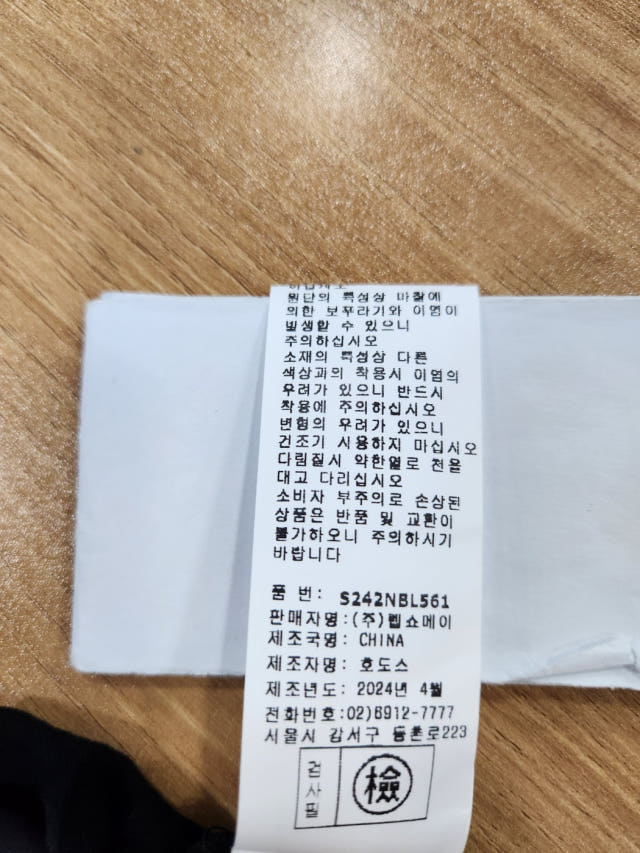 원단의 특성상 마찰에
의한 보푸라기와 이염이
발생할 수 있으니
주의하십시오
소재의 특성상 다른
색상과의 착용시 이염의
우려가 있으니 반드시
착용에 주의하십시오
변형의 우려가 있으니
건조기 사용하지 마십시오
다림질시 약한열로 천을
대고 다리십시오
소비자 부주의로 손상된
상품은 반품 및 교환이
불가하오니 주의하시기
바랍니다
품 번: S242NBL561
판매자명:(주)렙쇼메이
제조국명: CHINA
제조자명: 호도스
제조년도: 2024년 4월
전화번호:02)6912-7777
서울시 강서구 등촌로223
검사필
檢